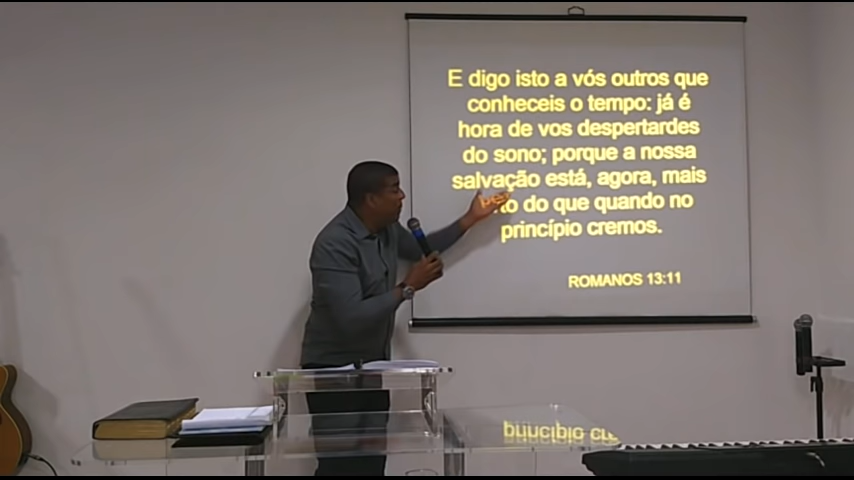 E digo isto a vós outros que
conheceis o tempo: já é
hora de vos despertardes
do sono; porque a nossa
salvação está, agora, mais
do que quando no
princípio cremos.
ROMANOS 13:11